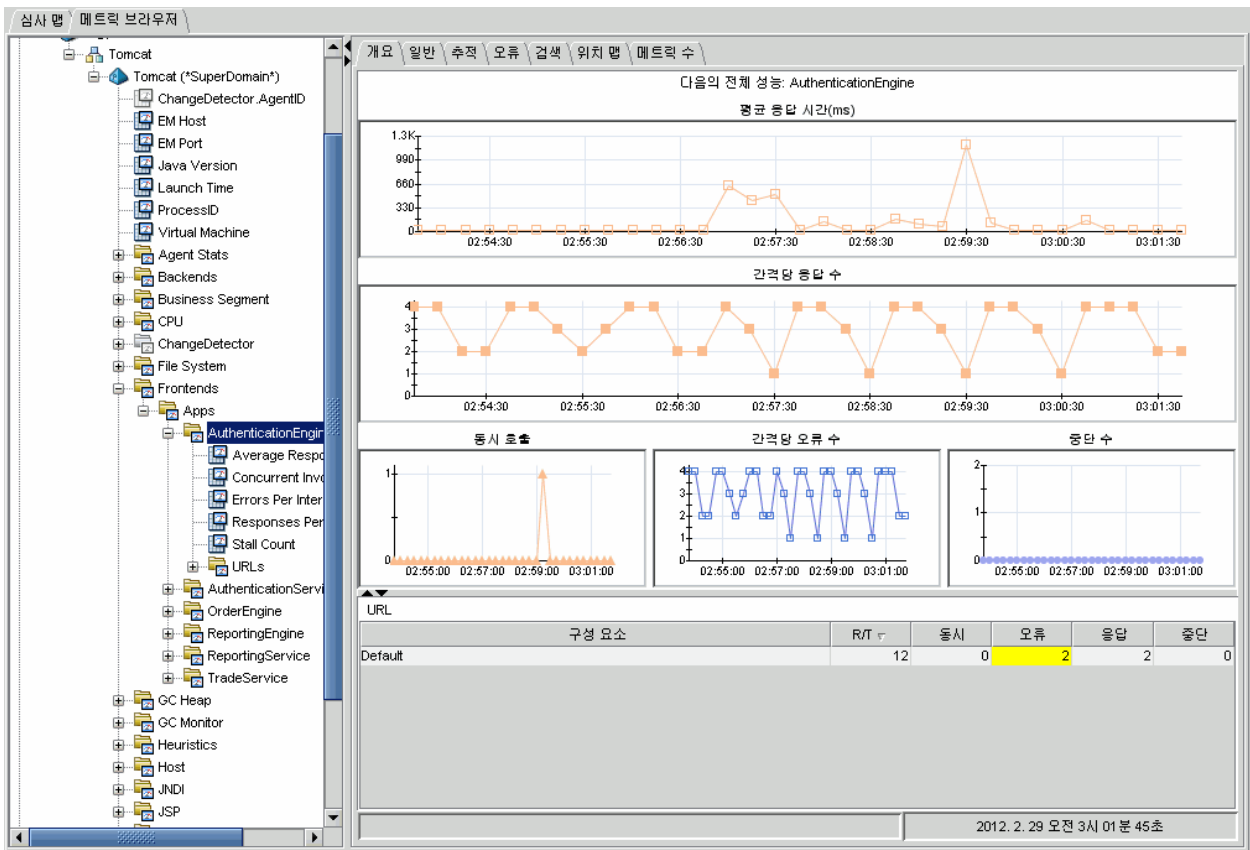 심사 맵 메트릭 브라우저
Tomcat
Tomcat (*SuperDomain*)
ChangeDetector.AgentID
EM Host
EM Port
Java Version
Launch Time
ProcessID
Virtual Machine
Agent Stats
Backends
Business Segment
CPU
ChangeDetector
File System
Frontends
Apps
AuthenticationEngin
Average Respo
Concurrent Invo
Errors Per Inter
Responses Per
Stall Count
URLs
AuthenticationServi
OrderEngine
ReportingEngine
ReportingService
TradeService
GC Heap
GC Monitor
Heuristics
Host
JNDI
JSP
개요 일반 추적 오류 검색 위치 맵 메트릭 수
다음의 전체 성능: AuthenticationEngine
평균 응답 시간(ms)
1.3K
990
660
330
0
02:54:30 02:55:30 02:56:30 02:57:30 02:58:30 02:59:30 03:00:30 03:01:30
간격당 응답 수
4
3
2
1
0
02:54:30 02:55:30 02:56:30 02:57:30 02:58:30 02:59:30 03:00:30 03:01:30
동시 호출
1
0
02:55:00 02:57:00 02:59:00 03:01:00
간격당 오류 수
4
3
2
1
0
02:55:00 02:57:00 02:59:00 03:01:00
중단 수
2
1
0
02:55:00 02:57:00 02:59:00 03:01:00
URL
구성 요소 R/T 동시 오류 응답 중단
Default 12 0 2 2 0
2012. 2. 29 오전 3시 01분 45초